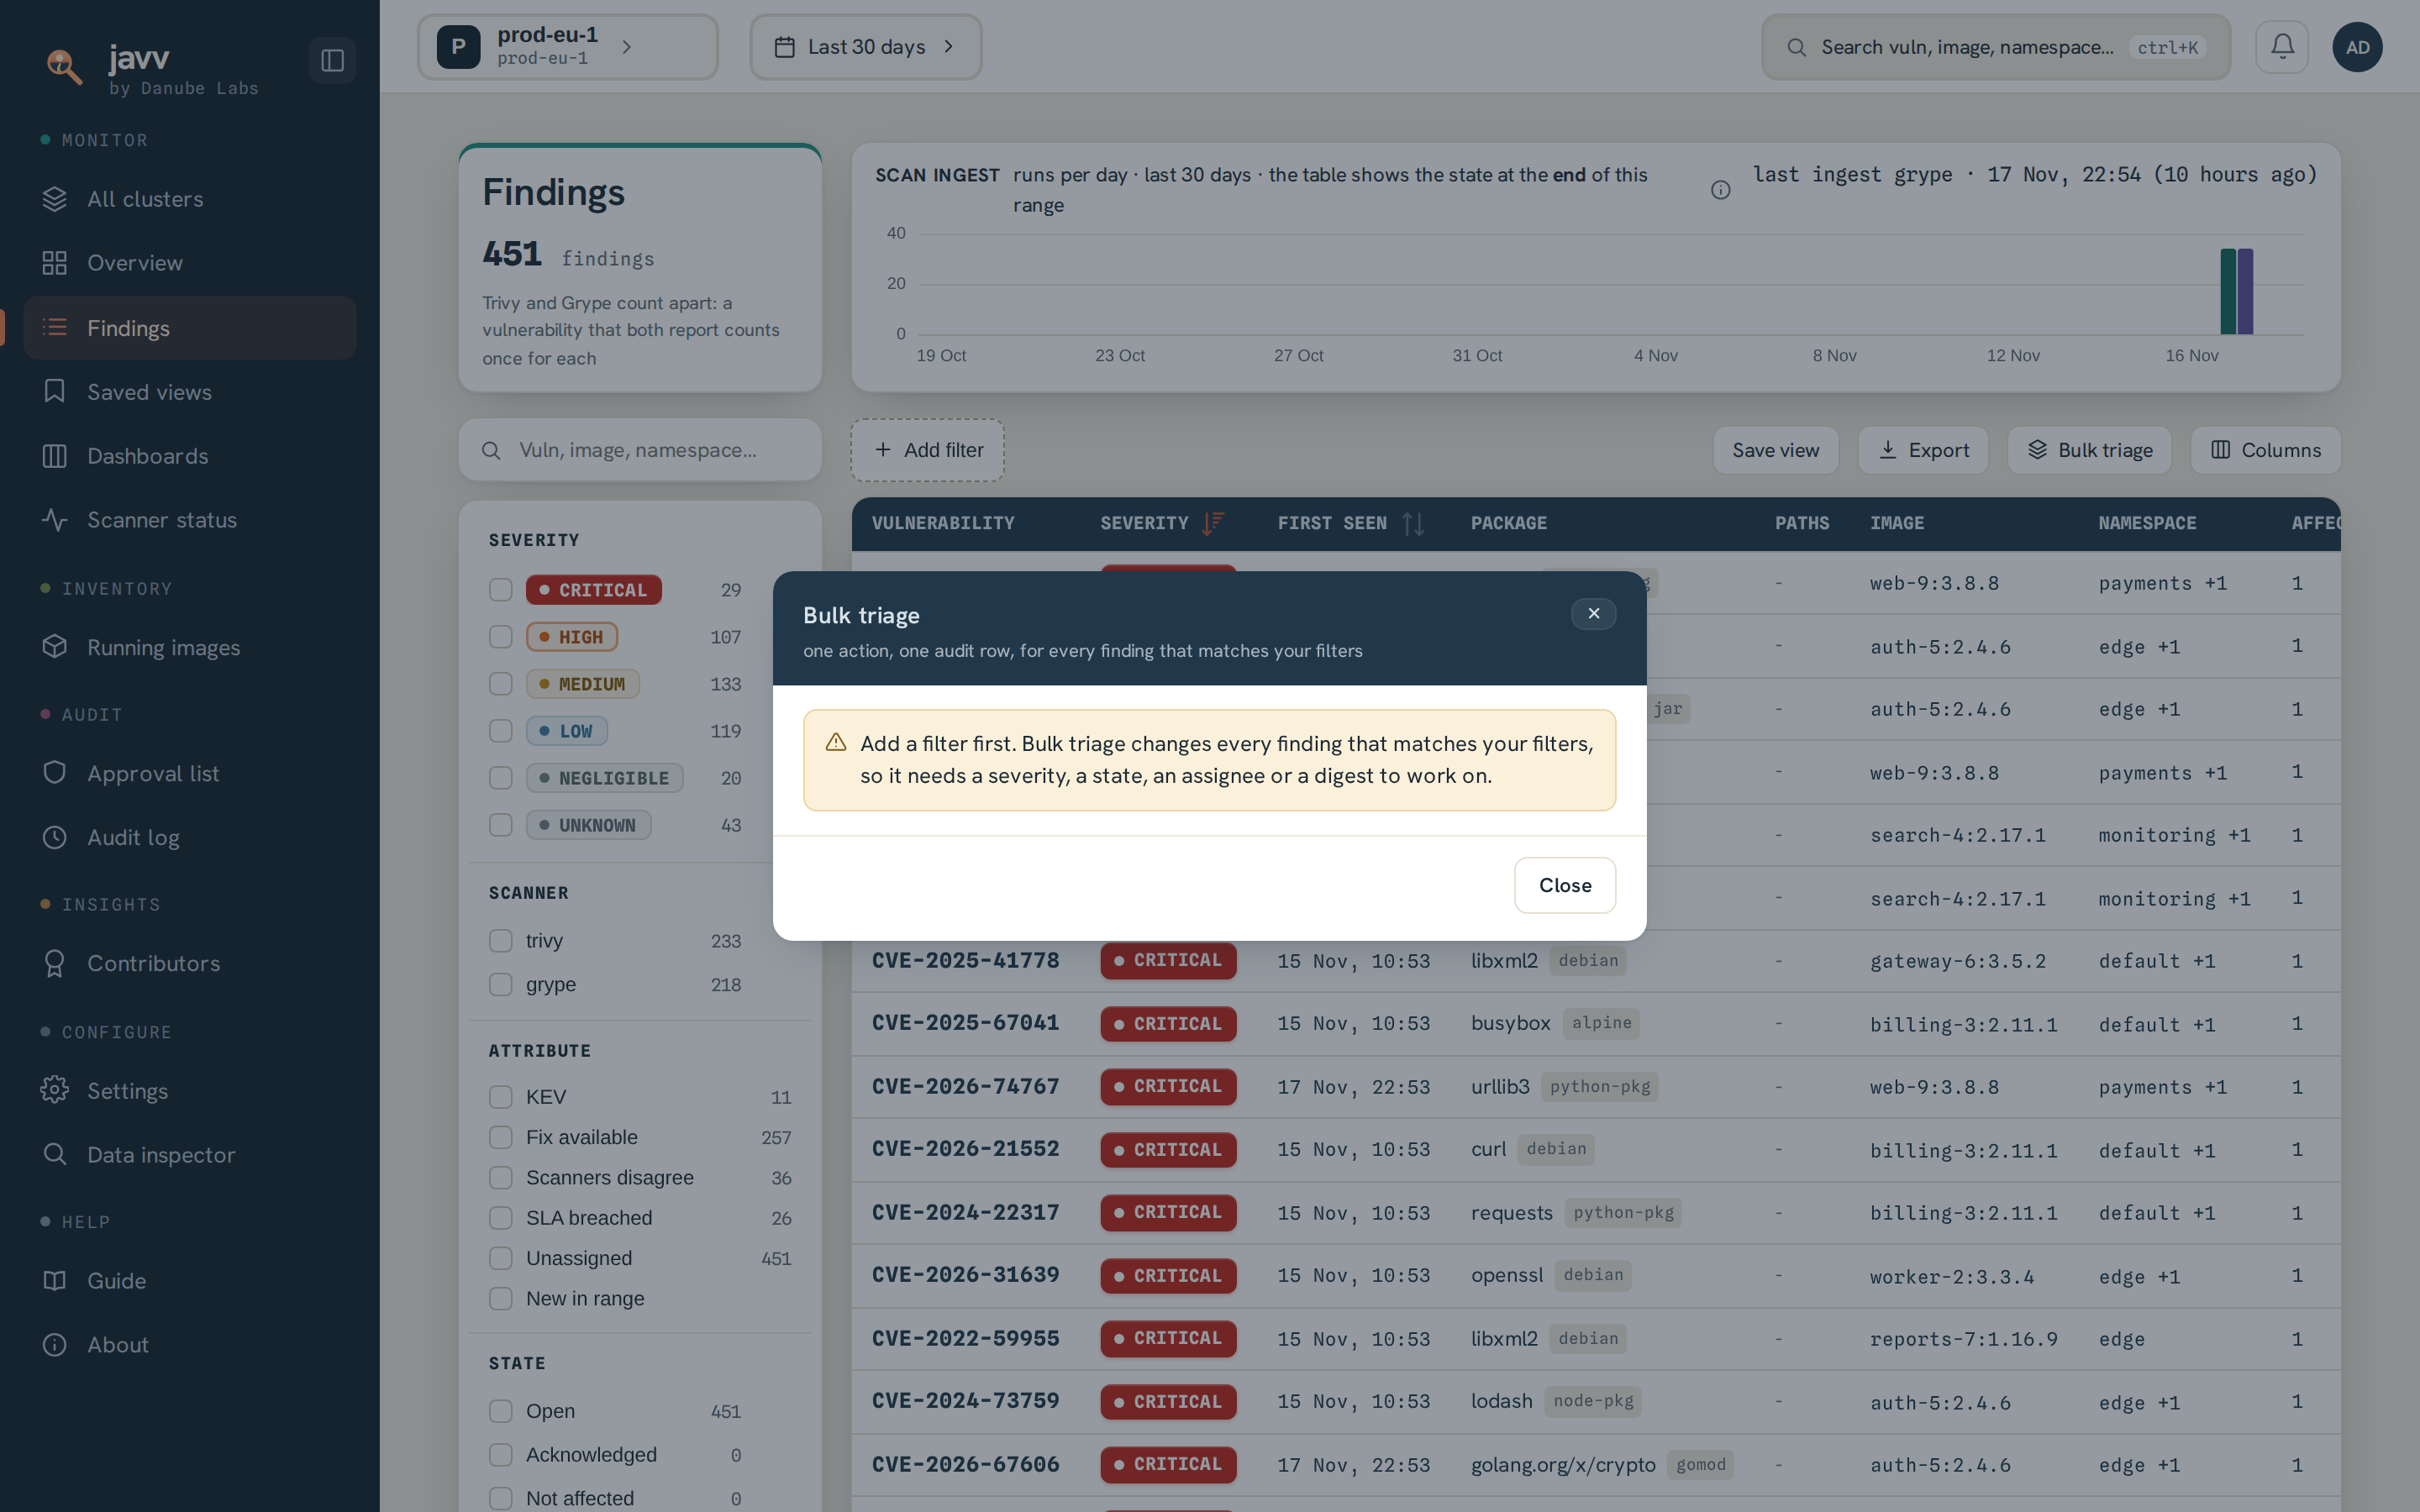 javv
by Danube Labs
MONITOR
All clusters
Overview
Findings
Saved views
Dashboards
Scanner status
INVENTORY
Running images
AUDIT
Approval list
Audit log
INSIGHTS
Contributors
CONFIGURE
Settings
Data inspector
HELP
Guide
About
P
prod-eu-1
prod-eu-1
Last 30 days
Search vuln, image, namespace... ctrl+K
AD
Findings
451 findings
Trivy and Grype count apart: a
vulnerability that both report counts
once for each
SCAN INGEST runs per day · last 30 days · the table shows the state at the end of this
range
last ingest grype · 17 Nov, 22:54 (10 hours ago)
40
20
0
19 Oct 23 Oct 27 Oct 31 Oct 4 Nov 8 Nov 12 Nov 16 Nov
Vuln, image, namespace...
Add filter
Save view Export Bulk triage Columns
SEVERITY
CRITICAL 29
HIGH 107
MEDIUM 133
LOW 119
NEGLIGIBLE 20
UNKNOWN 43
SCANNER
trivy 233
grype 218
ATTRIBUTE
KEV 11
Fix available 257
Scanners disagree 36
SLA breached 26
Unassigned 451
New in range
STATE
Open 451
Acknowledged 0
Not affected 0
VULNERABILITY SEVERITY FIRST SEEN PACKAGE PATHS IMAGE NAMESPACE
- web-9:3.8.8 payments +1 1
- auth-5:2.4.6 edge +1 1
jar - auth-5:2.4.6 edge +1 1
- web-9:3.8.8 payments +1 1
- search-4:2.17.1 monitoring +1 1
- search-4:2.17.1 monitoring +1 1
Bulk triage
one action, one audit row, for every finding that matches your filters
Add a filter first. Bulk triage changes every finding that matches your filters,
so it needs a severity, a state, an assignee or a digest to work on.
Close
CVE-2025-41778 CRITICAL 15 Nov, 10:53 libxml2 debian - gateway-6:3.5.2 default +1 1
CVE-2025-67041 CRITICAL 15 Nov, 10:53 busybox alpine - billing-3:2.11.1 default +1 1
CVE-2026-74767 CRITICAL 17 Nov, 22:53 urllib3 python-pkg - web-9:3.8.8 payments +1 1
CVE-2026-21552 CRITICAL 15 Nov, 10:53 curl debian - billing-3:2.11.1 default +1 1
CVE-2024-22317 CRITICAL 15 Nov, 10:53 requests python-pkg - billing-3:2.11.1 default +1 1
CVE-2026-31639 CRITICAL 15 Nov, 10:53 openssl debian - worker-2:3.3.4 edge +1 1
CVE-2022-59955 CRITICAL 15 Nov, 10:53 libxml2 debian - reports-7:1.16.9 edge 1
CVE-2024-73759 CRITICAL 15 Nov, 10:53 lodash node-pkg - auth-5:2.4.6 edge +1 1
CVE-2026-67606 CRITICAL 17 Nov, 22:53 golang.org/x/crypto gomod - auth-5:2.4.6 edge +1 1